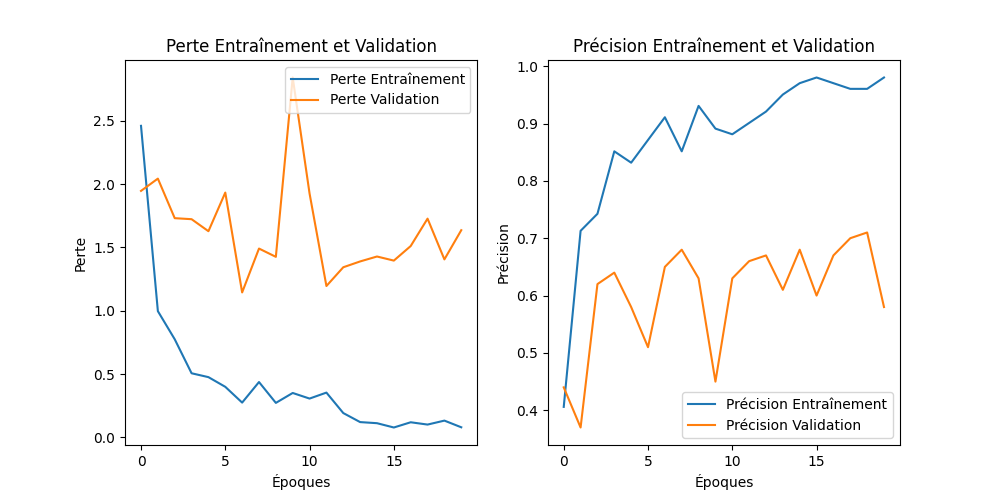 Perte Entraînement et Validation
Perte Entraînement
Perte Validation
2.5
2.0
1.5
1.0
0.5
0.0
Perte
0 5 10 15
Époques
Précision Entraînement et Validation
1.0
0.9
0.8
0.7
0.6
0.5
0.4
Précision
Précision Entraînement
Précision Validation
0 5 10 15
Époques